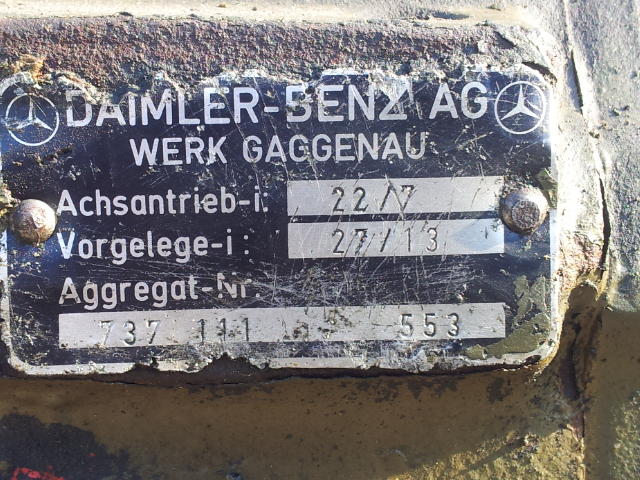 DAIMLER-BENZ AG
WERK GAGGENAU
Achsantrieb-i: 22/7
Vorgelege-i: 27/13
Aggregat-Nr.
737 111 553